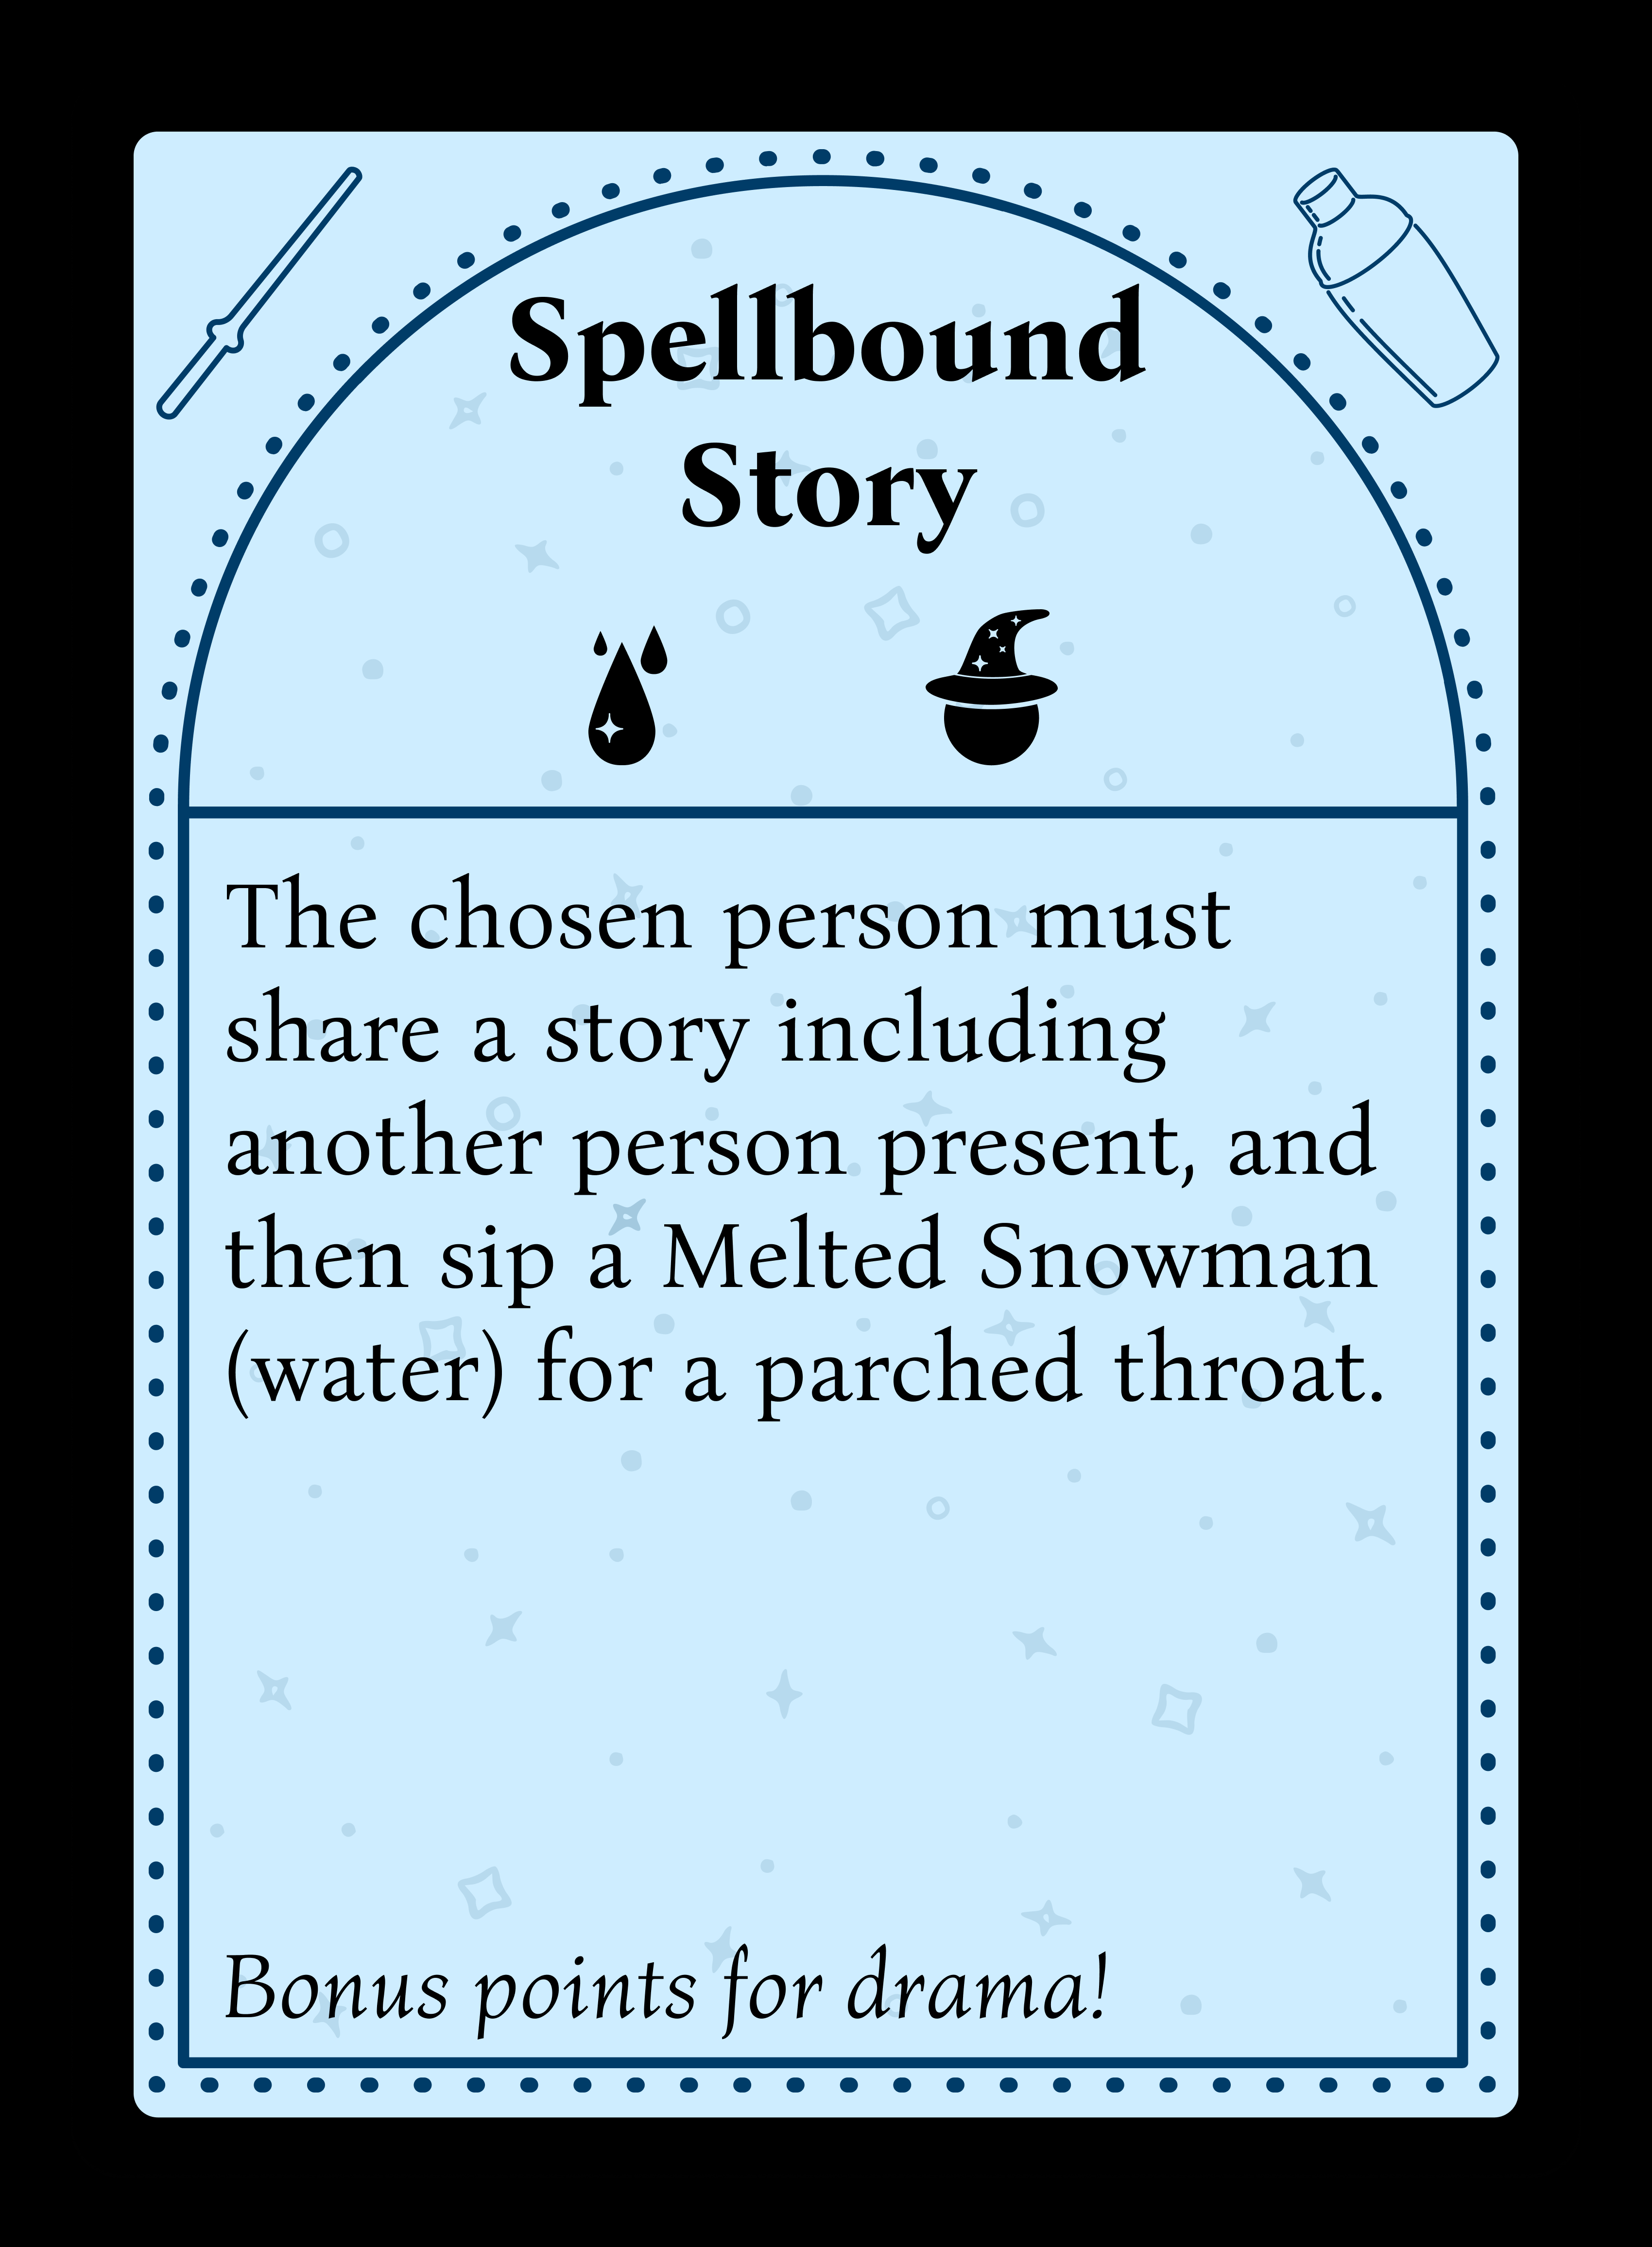 Spellbound
Story
The chosen person must
share a story including
another person present, and
then sip a Melted Snowman
(water) for a parched throat.
Bonus points for drama!